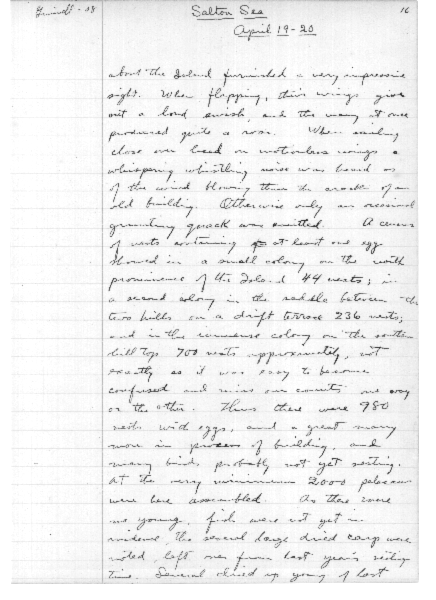 Grinnell - 08
Salton Sea
16
April 19-20
about the Island furnished a very impressive
sight. When flapping, their wings give
out a loud swish, and the many at once
produced quite a roar. When sailing
close over head on motionless wings a
whispering whistling noise was heard as
of the wind blowing thru the cracks of an
old building. Otherwise only an occasional
grunting quack was emitted. A census
of nests containing at least one egg
showed in a small colony on the north
prominence of the Island 44 nests; in
a second colony in the saddle between the
two hills on a drift terrace 236 nests;
and in the immense colony on the southern
hill top 700 nests approximately, not
exactly as it was easy to become
confused and our counts one way
or the other. Thus there were 980
nests with eggs, and a great many
more in process of building, and
many birds probably not yet nesting.
At the very minimum 2000 pelicans
were here assembled. As there were
no young, fish were not yet in
evidence, tho several large dried carp were
noted left over from last year's nesting
time. Several dried up young of last